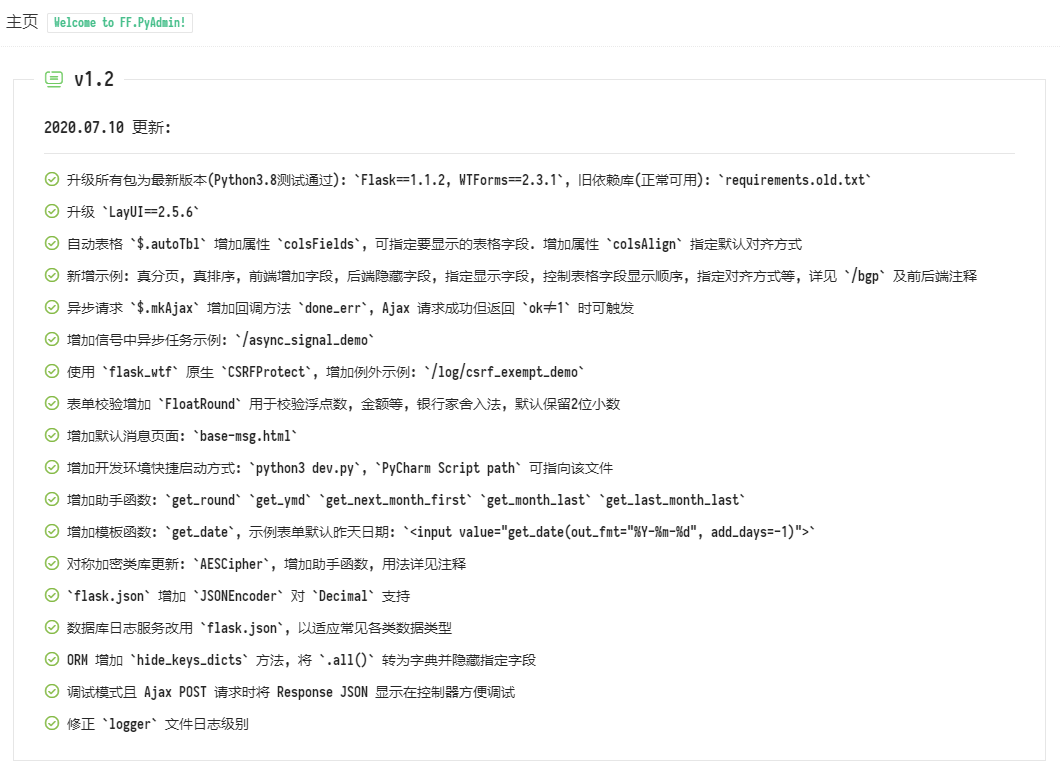 主页 Welcome to FF.PyAdmin!
v1.2
2020.07.10 更新:
升级所有包为最新版本(Python3.8测试通过): `Flask==1.1.2, WTForms==2.3.1`, 旧依赖库(正常可用): `requirements.old.txt`
升级 `LayUI==2.5.6`
自动表格 `$.autoTbl` 增加属性 `colsFields`, 可指定要显示的表格字段. 增加属性 `colsAlign` 指定默认对齐方式
新增示例: 真分页, 真排序, 前端增加字段, 后端隐藏字段, 指定显示字段, 控制表格字段显示顺序, 指定对齐方式等, 详见 `/bgp` 及前后端注释
异步请求 `$.mkAjax` 增加回调方法 `done_err`, Ajax 请求成功但返回 `ok≠1` 时可触发
增加信号中异步任务示例: `/async_signal_demo`
使用 `flask_wtf` 原生 `CSRFProtect`, 增加例外示例: `/log/csrf_exempt_demo`
表单校验增加 `FloatRound` 用于校验浮点数, 金额等, 银行家舍入法, 默认保留2位小数
增加默认消息页面: `base-msg.html`
增加开发环境快捷启动方式: `python3 dev.py`, `PyCharm Script path` 可指向该文件
增加助手函数: `get_round` `get_ymd` `get_next_month_first` `get_month_last` `get_last_month_last`
增加模板函数: `get_date`, 示例表单默认昨天日期: `<input value="get_date(out_fmt="%Y-%m-%d", add_days=-1)">`
对称加密类库更新: `AESCipher`, 增加助手函数, 用法详见注释
`flask.json` 增加 `JSONEncoder` 对 `Decimal` 支持
数据库日志服务改用 `flask.json`, 以适应常见各类数据类型
ORM 增加 `hide_keys_dicts` 方法, 将 `.all()` 转为字典并隐藏指定字段
调试模式且 Ajax POST 请求时将 Response JSON 显示在控制器方便调试
修正 `logger` 文件日志级别